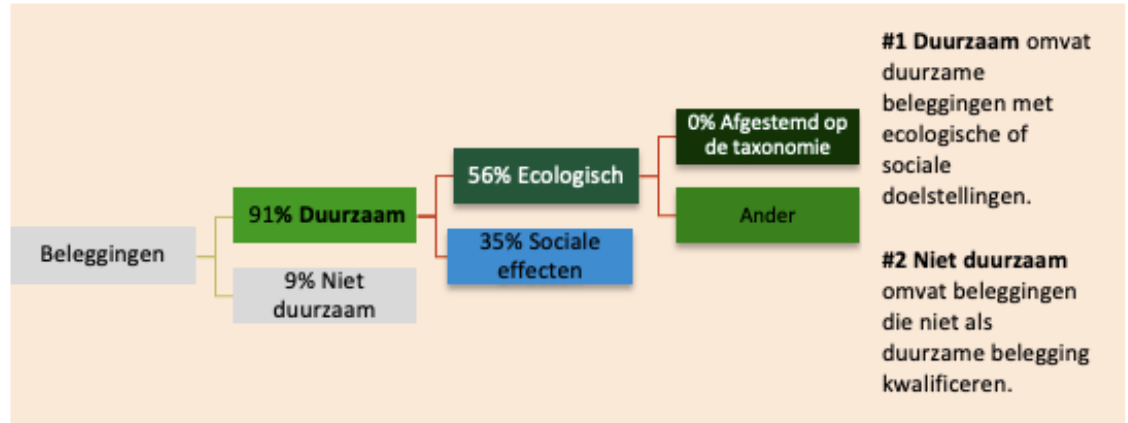 Beleggingen
91% Duurzaam
9% Niet
duurzaam
56% Ecologisch
35% Sociale
effecten
0% Afgestemd op
de taxonomie
Ander
#1 Duurzaam omvat
duurzame
beleggingen met
ecologische of
sociale
doelstellingen.
#2 Niet duurzaam
omvat beleggingen
die niet als
duurzame belegging
kwalificeren.